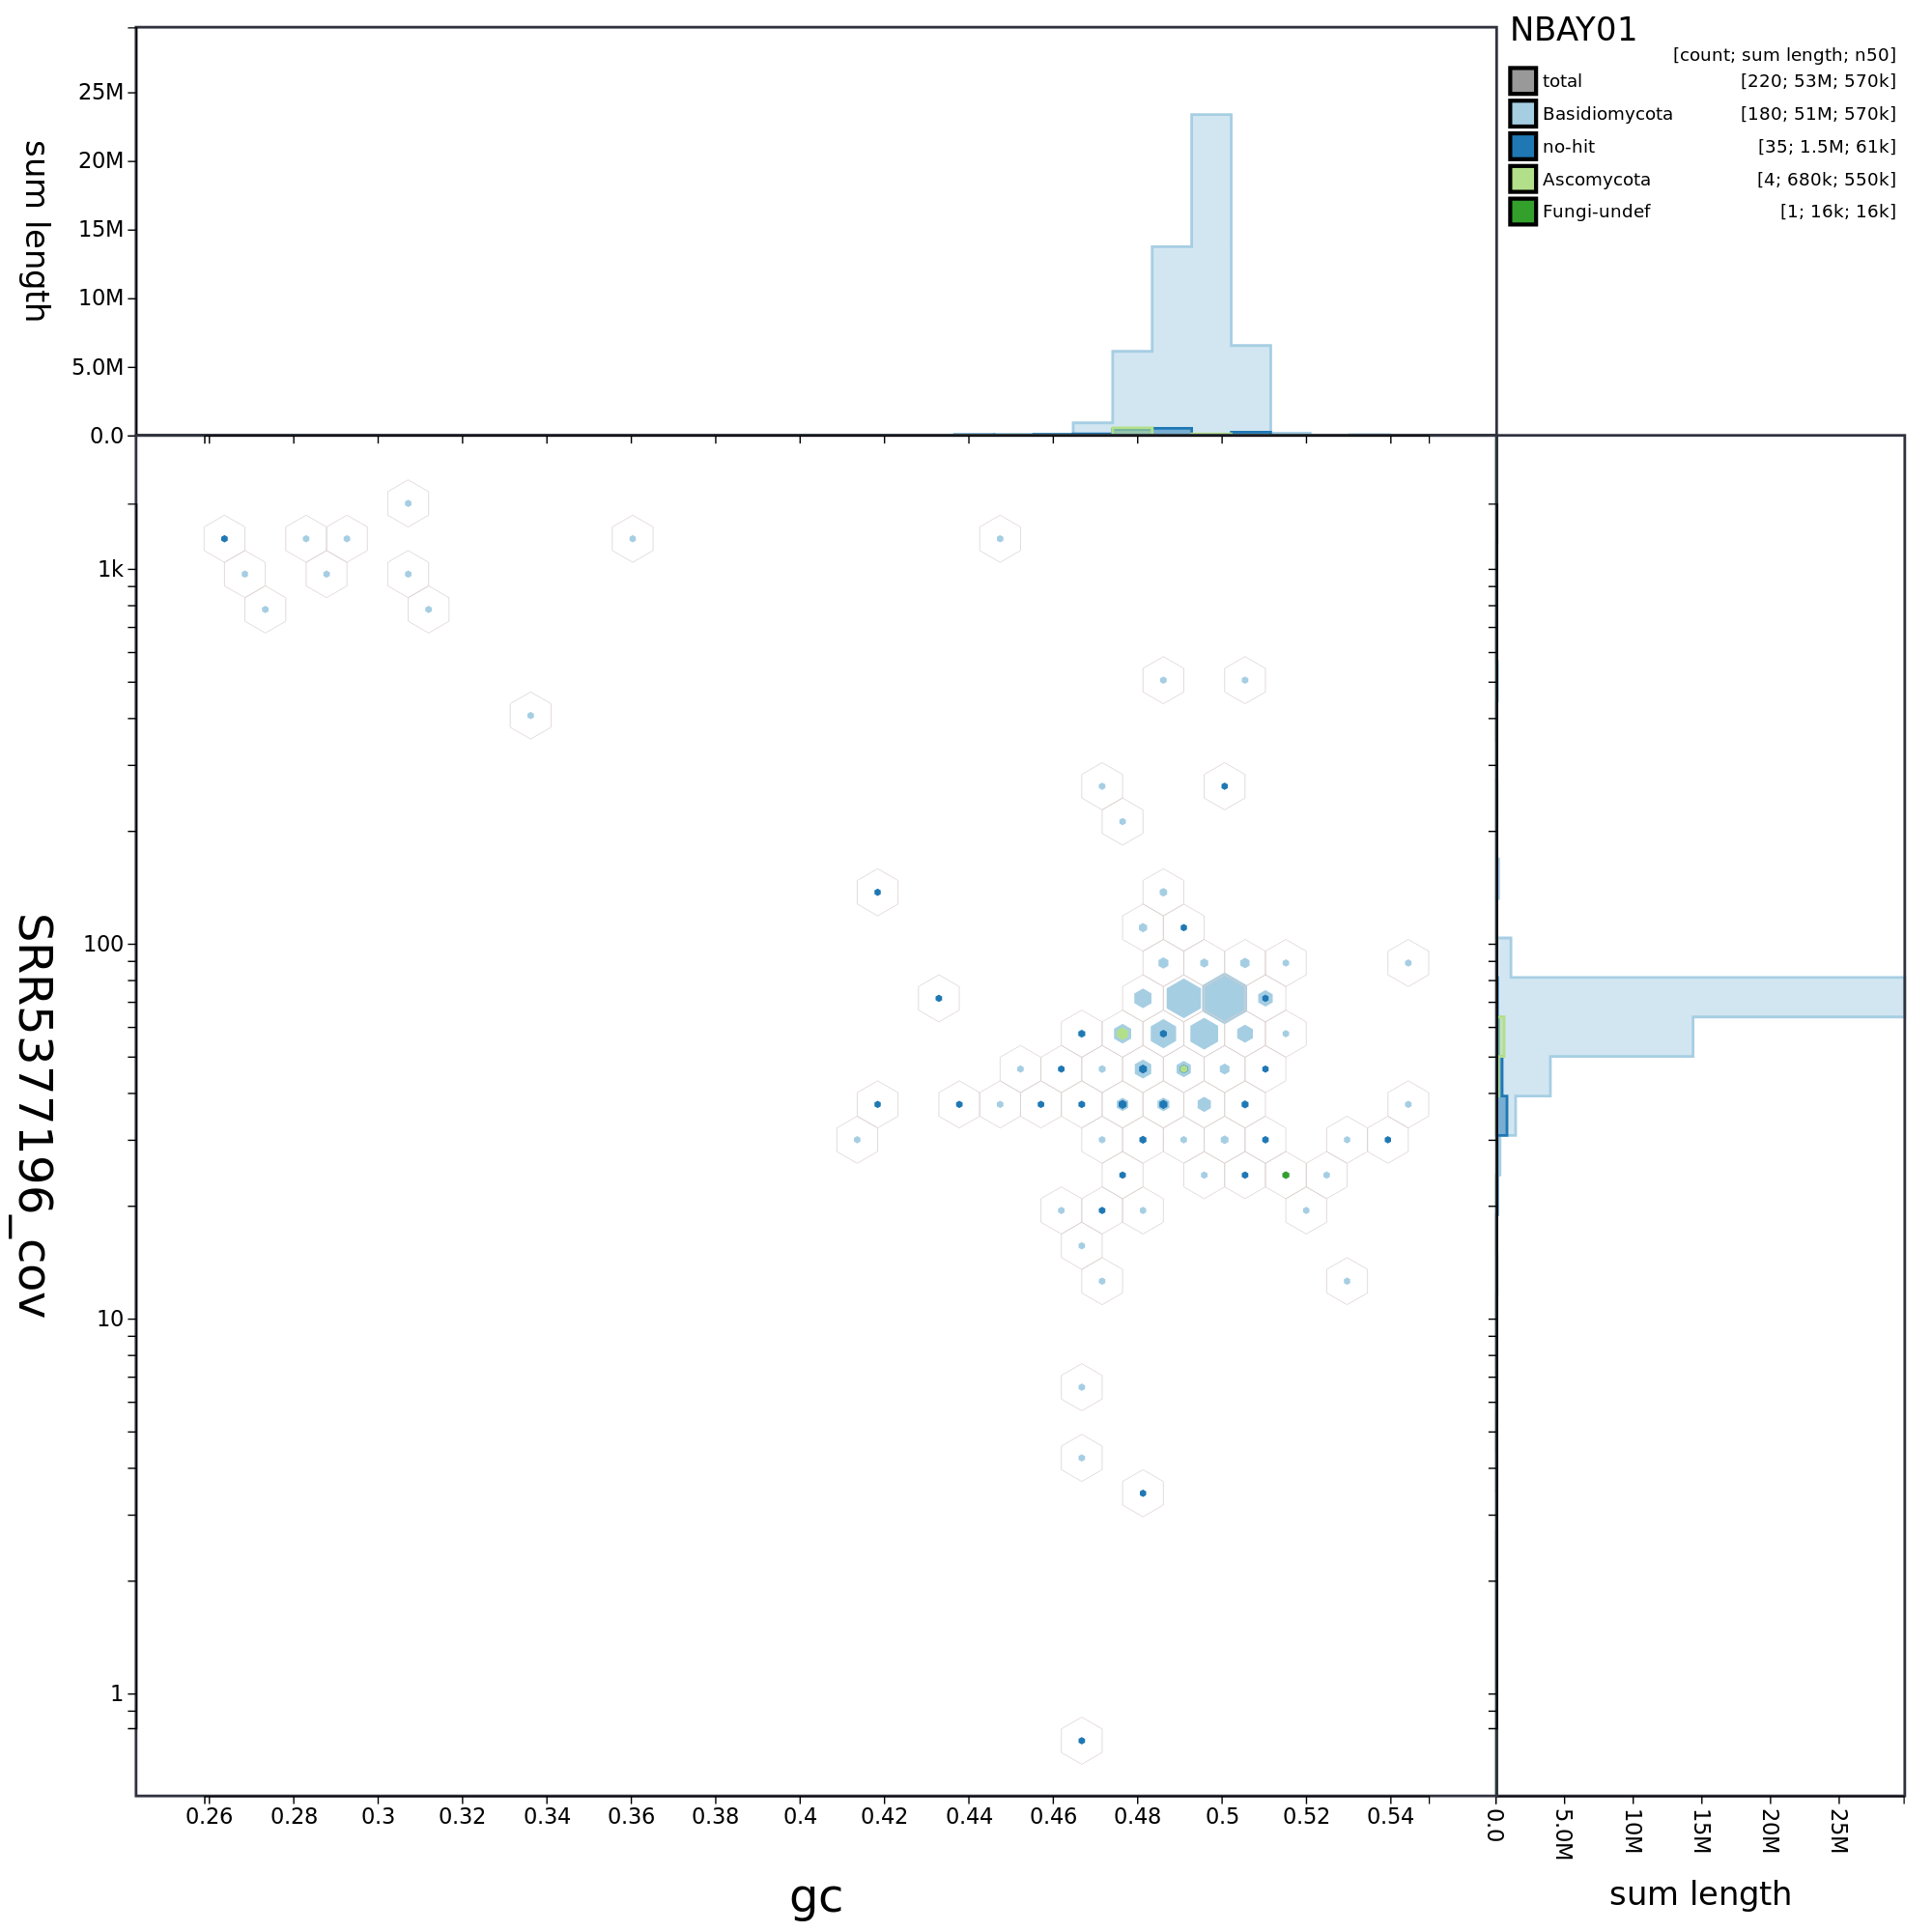 NBAY01
[count; sum length; n50]
total [220; 53M; 570k]
Basidiomycota [180; 51M; 570k]
no-hit [35; 1.5M; 61k]
Ascomycota [4; 680k; 550k]
Fungi-undef [1; 16k; 16k]
sum length
25M
20M
15M
10M
5.0M
0.0
SRR5377196_cov
1k
100
10
1
0.26 0.28 0.3 0.32 0.34 0.36 0.38 0.4 0.42 0.44 0.46 0.48 0.5 0.52 0.54
gc
0.0 5.0M 10M 15M 20M 25M
sum length